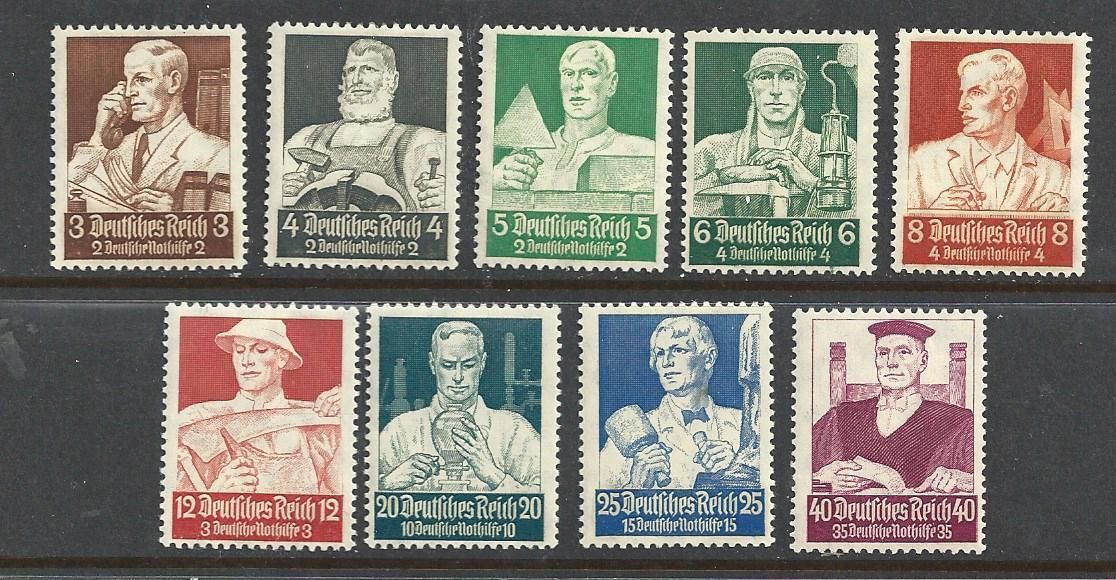 3 Deutsches Reich 3
2 Deutsche Nothilfe 2
4 Deutsches Reich 4
2 Deutsche Nothilfe 2
5 Deutsches Reich 5
2 Deutsche Nothilfe 2
6 Deutsches Reich 6
4 Deutsche Nothilfe 4
8 Deutsches Reich 8
4 Deutsche Nothilfe 4
12 Deutsches Reich 12
3 Deutsche Nothilfe 3
20 Deutsches Reich 20
10 Deutsche Nothilfe 10
25 Deutsches Reich 25
15 Deutsche Nothilfe 15
40 Deutsches Reich 40
35 Deutsche Nothilfe 35